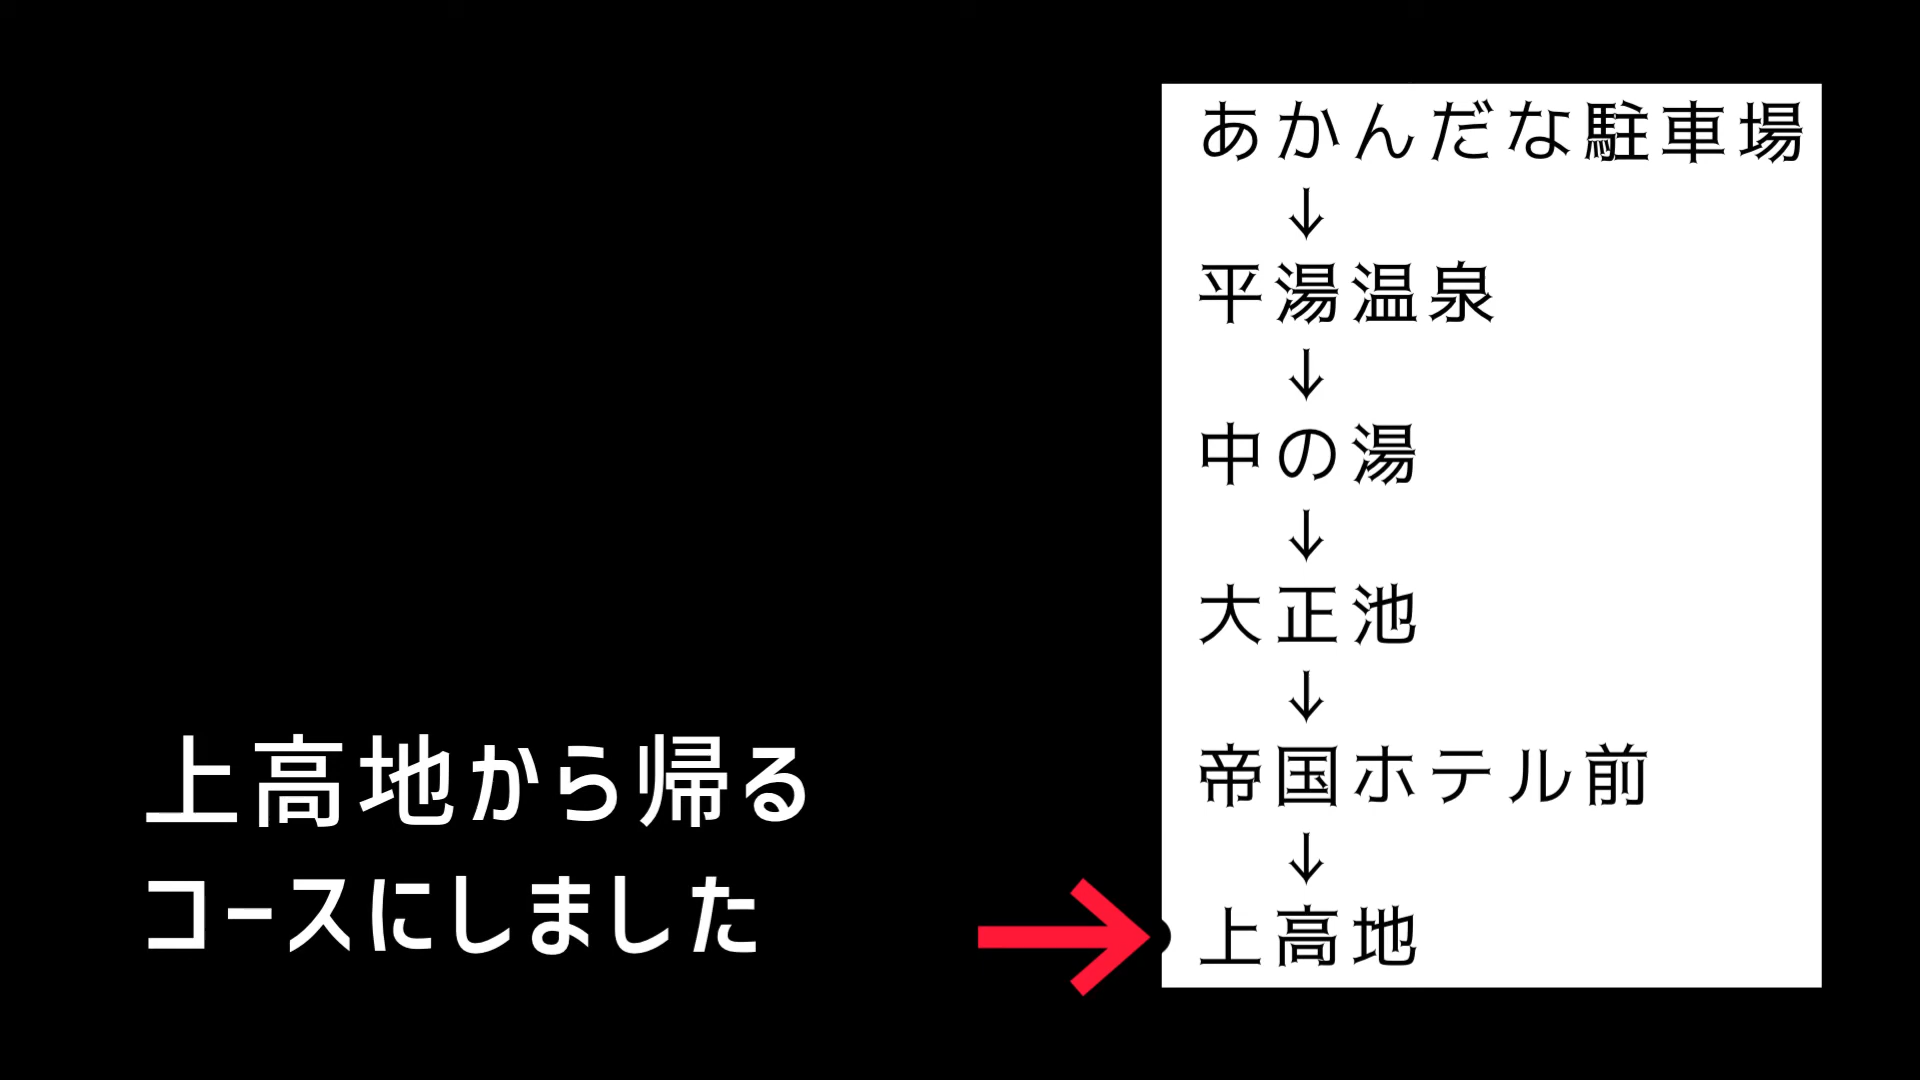 あかんだな駐車場
↓
平湯温泉
↓
中の湯
↓
大正池
↓
帝国ホテル前
↓
上高地
上高地から帰る
コースにしました